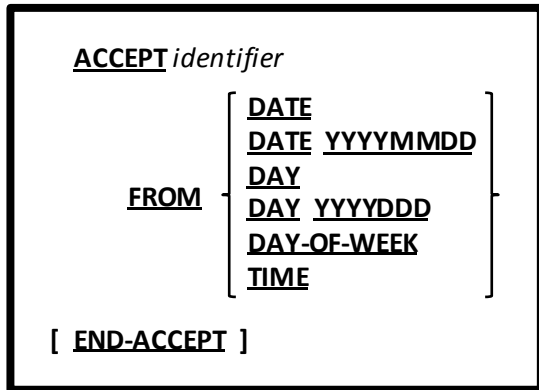 ACCEPT identifier
DATE
DATE YYYYMMDD
DAY
FROM DAY YYYYDDD
DAY-OF-WEEK
TIME
[ END-ACCEPT ]